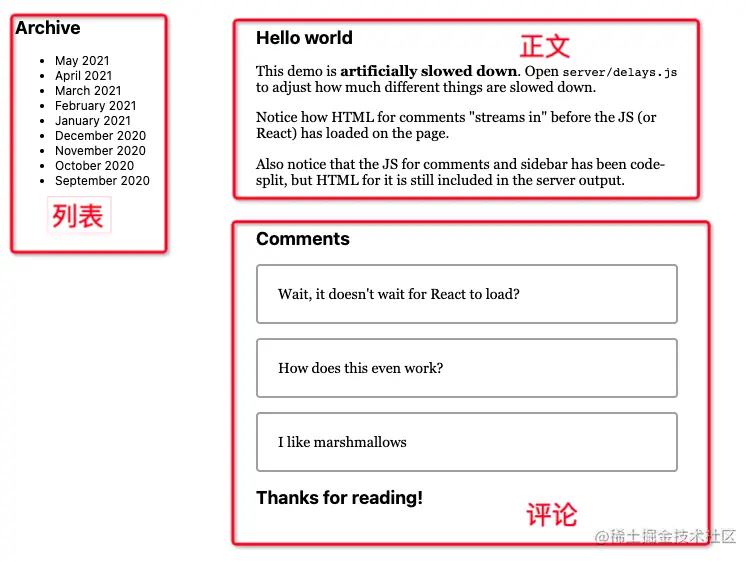 Archive
May 2021
April 2021
March 2021
February 2021
January 2021
December 2020
November 2020
October 2020
September 2020
列表
Hello world
正文
This demo is artificially slowed down. Open server/delays.js
to adjust how much different things are slowed down.
Notice how HTML for comments "streams in" before the JS (or
React) has loaded on the page.
Also notice that the JS for comments and sidebar has been code-
split, but HTML for it is still included in the server output.
Comments
Wait, it doesn't wait for React to load?
How does this even work?
I like marshmallows
Thanks for reading!
评论
@稀土掘金技术社区